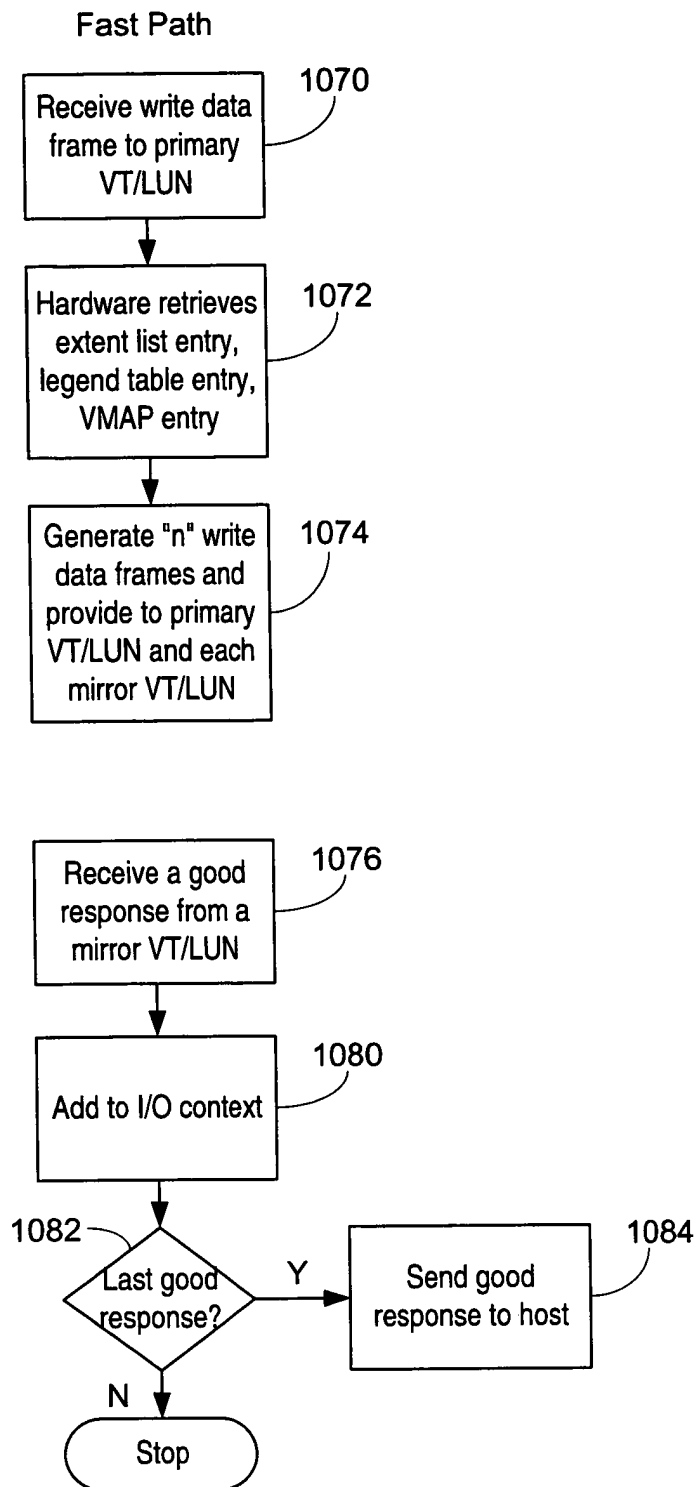 Fast Path
1070
Receive write data
frame to primary
VT/LUN
1072
Hardware retrieves
extent list entry,
legend table entry,
VMAP entry
1074
Generate "n" write
data frames and
provide to primary
VT/LUN and each
mirror VT/LUN
1076
Receive a good
response from a
mirror VT/LUN
1080
Add to I/O context
1082
Last good
response?
Y
1084
Send good
response to host
N
Stop